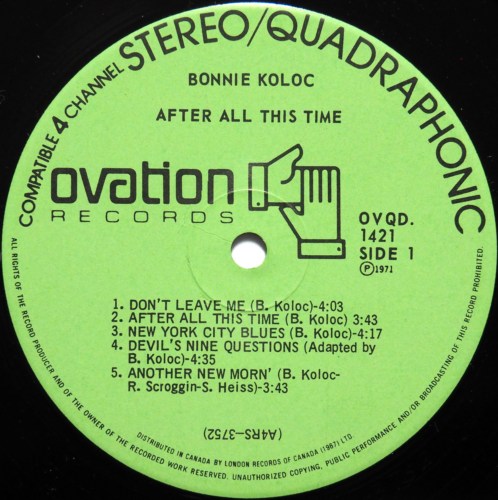 COMPATIBLE 4 CHANNEL STEREO/QUADRAPHONIC
BONNIE KOLOC
AFTER ALL THIS TIME
ovation
RECORDS
OVQD.
1421
SIDE 1
Ⓟ1971
1. DON'T LEAVE ME (B. Koloc)-4:03
2. AFTER ALL THIS TIME (B. Koloc) 3:43
3. NEW YORK CITY BLUES (B. Koloc)-4:17
4. DEVIL'S NINE QUESTIONS (Adapted by
B. Koloc)-4:35
5. ANOTHER NEW MORN' (B. Koloc-
R. Scroggin-S. Heiss)-3:43
(A4RS-3752)
DISTRIBUTED IN CANADA BY LONDON RECORDS OF CANADA (1967) LTD.
ALL RIGHTS OF THE RECORD PRODUCER AND OF THE OWNER OF THE RECORDED WORK RESERVED. UNAUTHORIZED COPYING, PUBLIC PERFORMANCE AND/OR BROADCASTING OF THIS RECORD PROHIBITED.